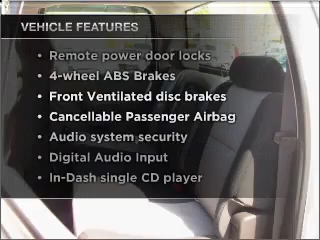 VEHICLE FEATURES
• Remote power door locks
• 4-wheel ABS Brakes
• Front Ventilated disc brakes
• Cancellable Passenger Airbag
• Audio system security
• Digital Audio Input
• In-Dash single CD player